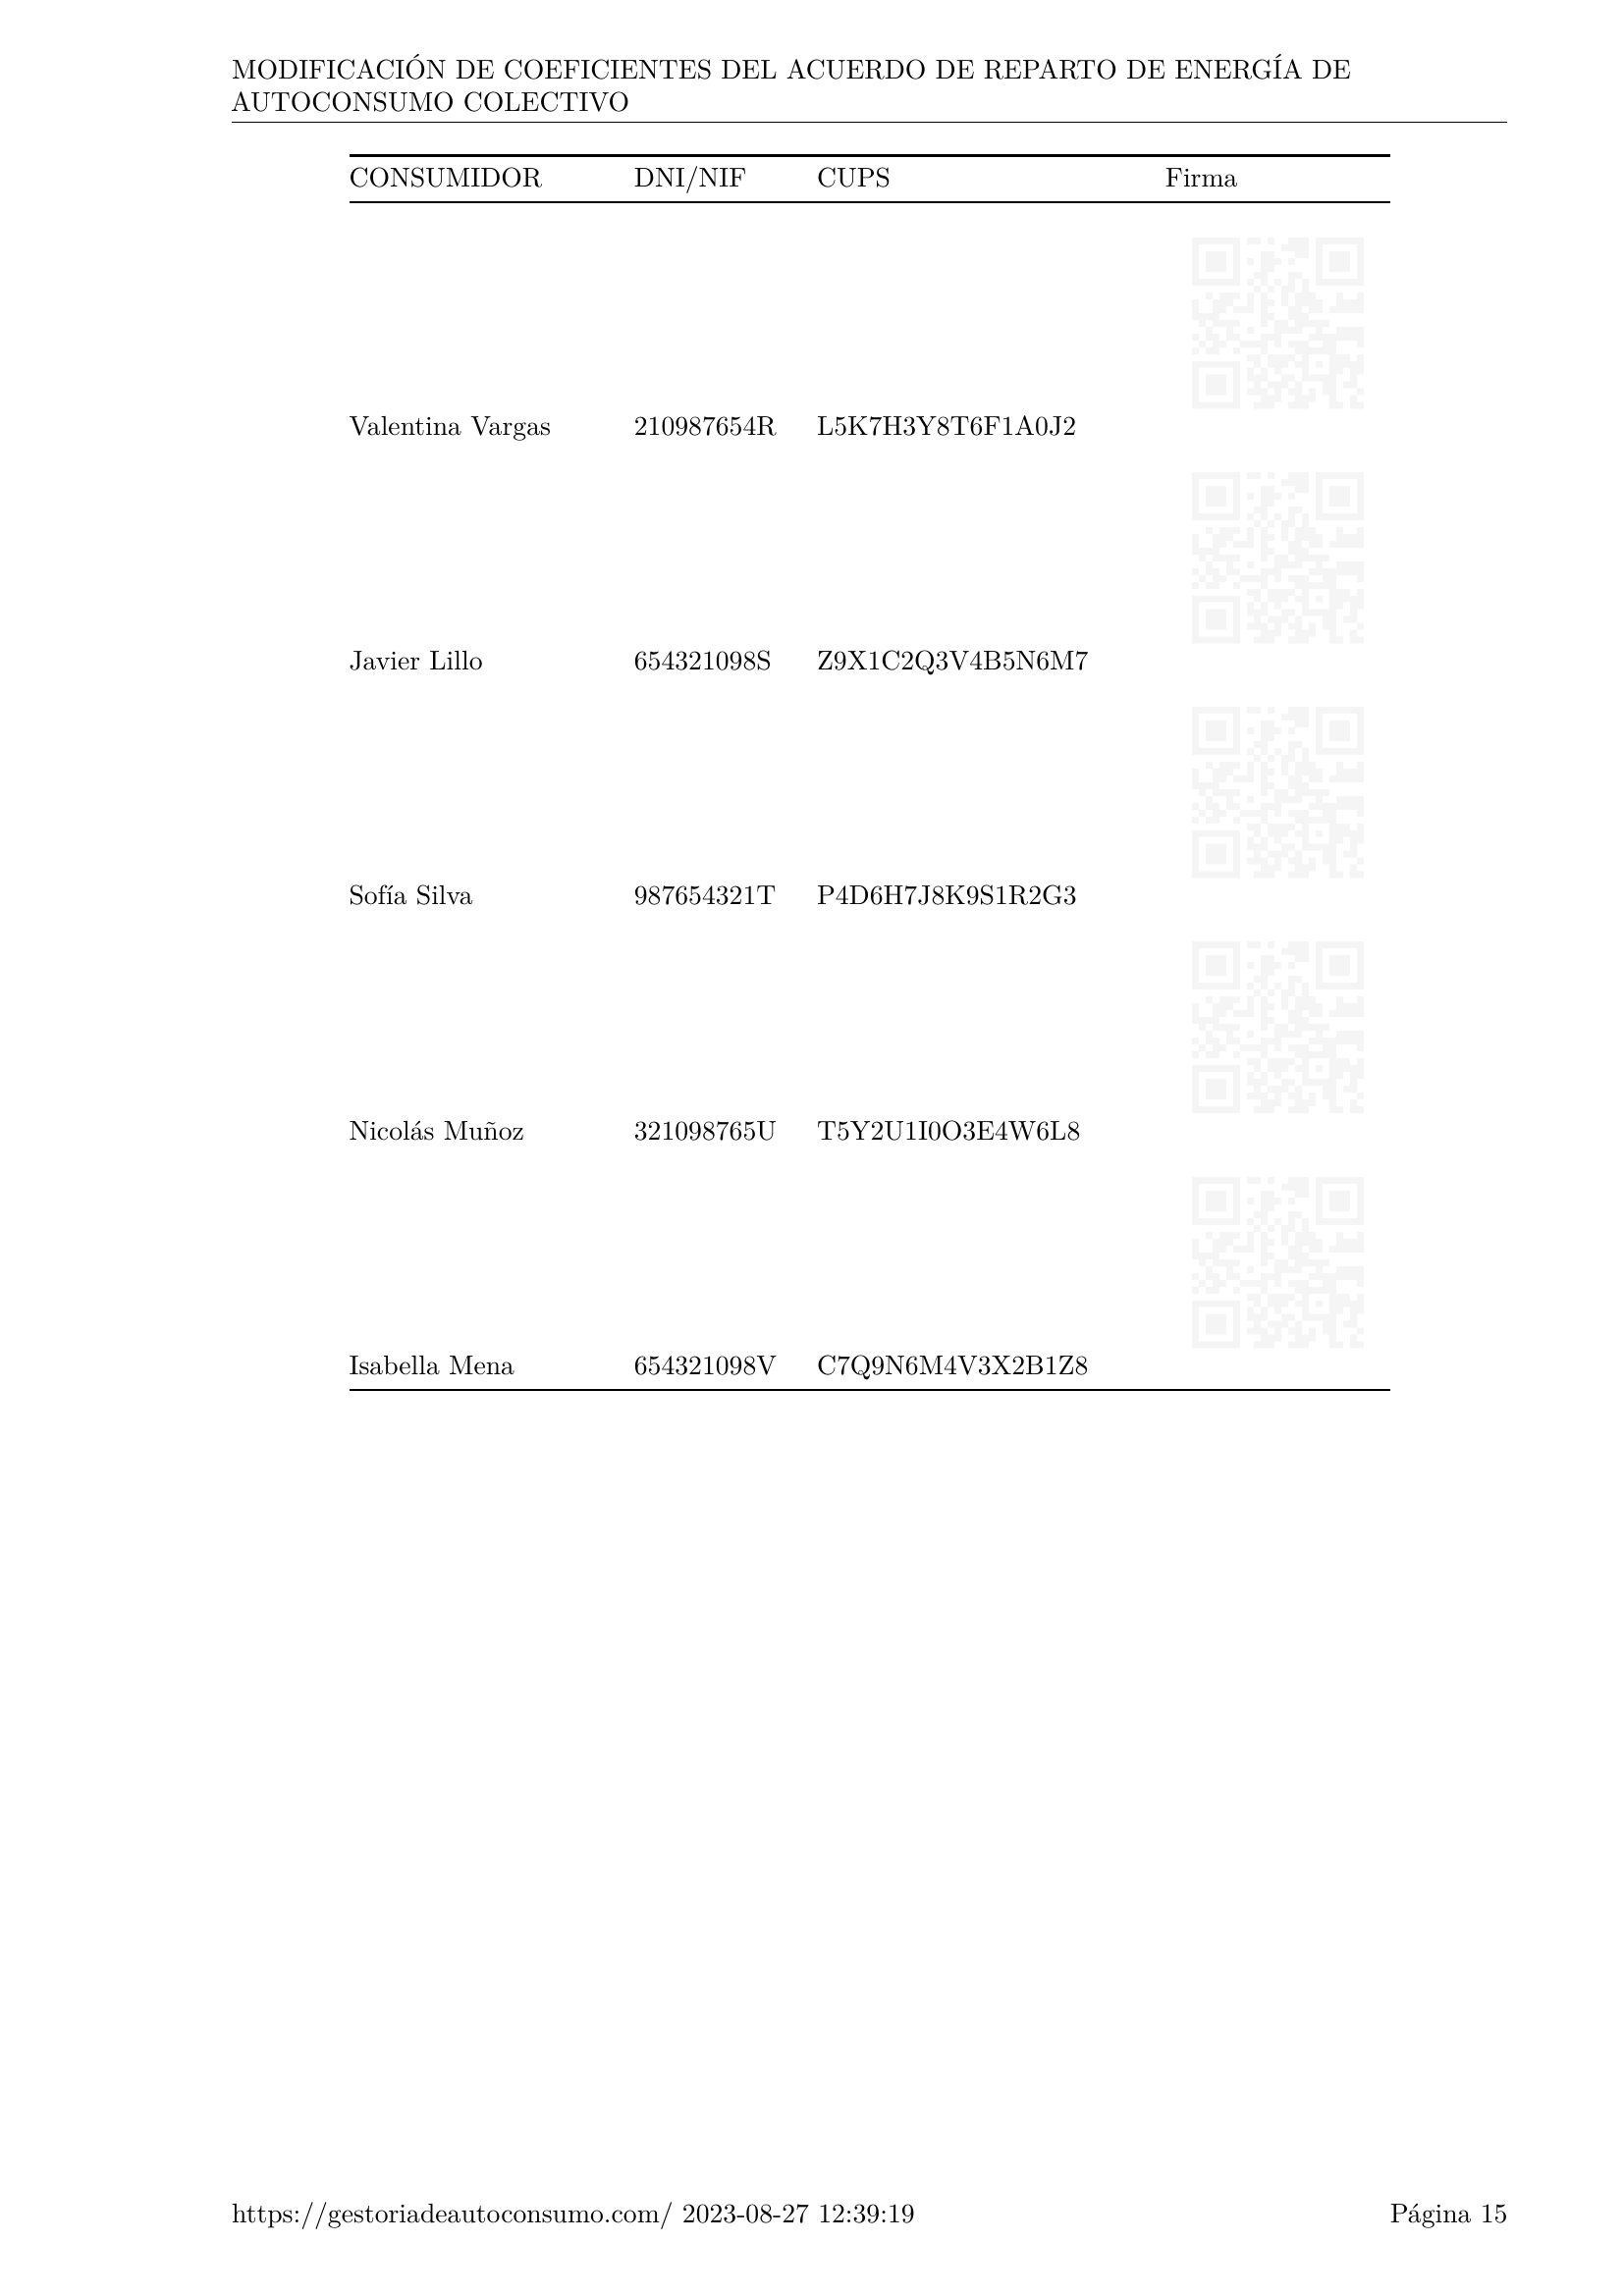 MODIFICACIÓN DE COEFICIENTES DEL ACUERDO DE REPARTO DE ENERGÍA DE
AUTOCONSUMO COLECTIVO
CONSUMIDOR DNI/NIF CUPS Firma
Valentina Vargas 210987654R L5K7H3Y8T6F1A0J2
Javier Lillo 654321098S Z9X1C2Q3V4B5N6M7
Sofía Silva 987654321T P4D6H7J8K9S1R2G3
Nicolás Muñoz 321098765U T5Y2U1I0O3E4W6L8
Isabella Mena 654321098V C7Q9N6M4V3X2B1Z8
https://gestoriadeautoconsumo.com/ 2023-08-27 12:39:19 Página 15